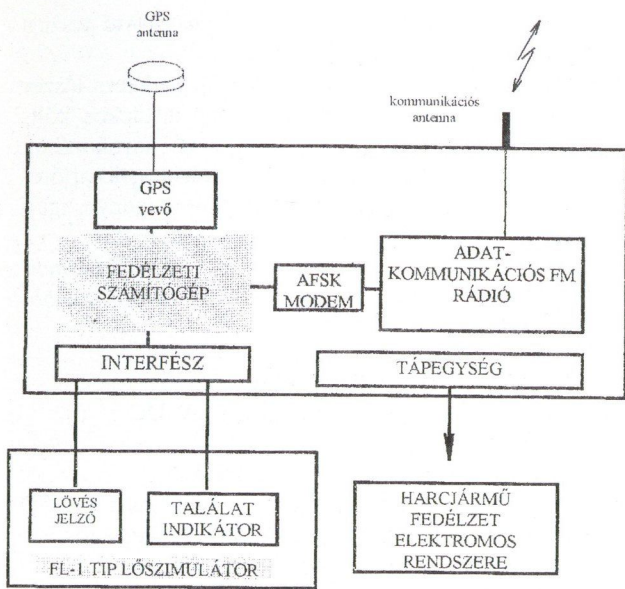 GPS
antenna
kommunikációs
antenna
GPS
vevő
FEDÉLZETI
SZÁMÍTÓGÉP
AFSK
MODEM
ADAT-
KOMMUNIKÁCIÓS FM
RÁDIÓ
INTERFÉSZ
TÁPEGYSÉG
LÖVÉS
JELZŐ
TALÁLAT
INDIKÁTOR
FL-1 TIP LŐSZIMULÁTOR
HARCJÁRMŰ
FEDÉLZET
ELEKTROMOS
RENDSZERE